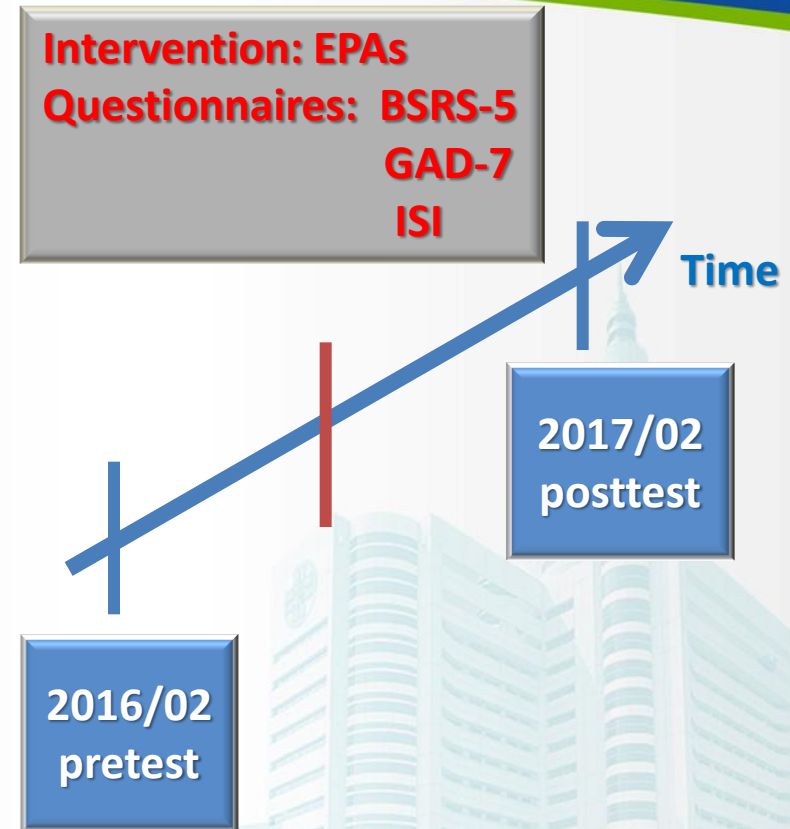 Intervention: EPAs
Questionnaires: BSRS-5
GAD-7
ISI
Time
2017/02
posttest
2016/02
pretest